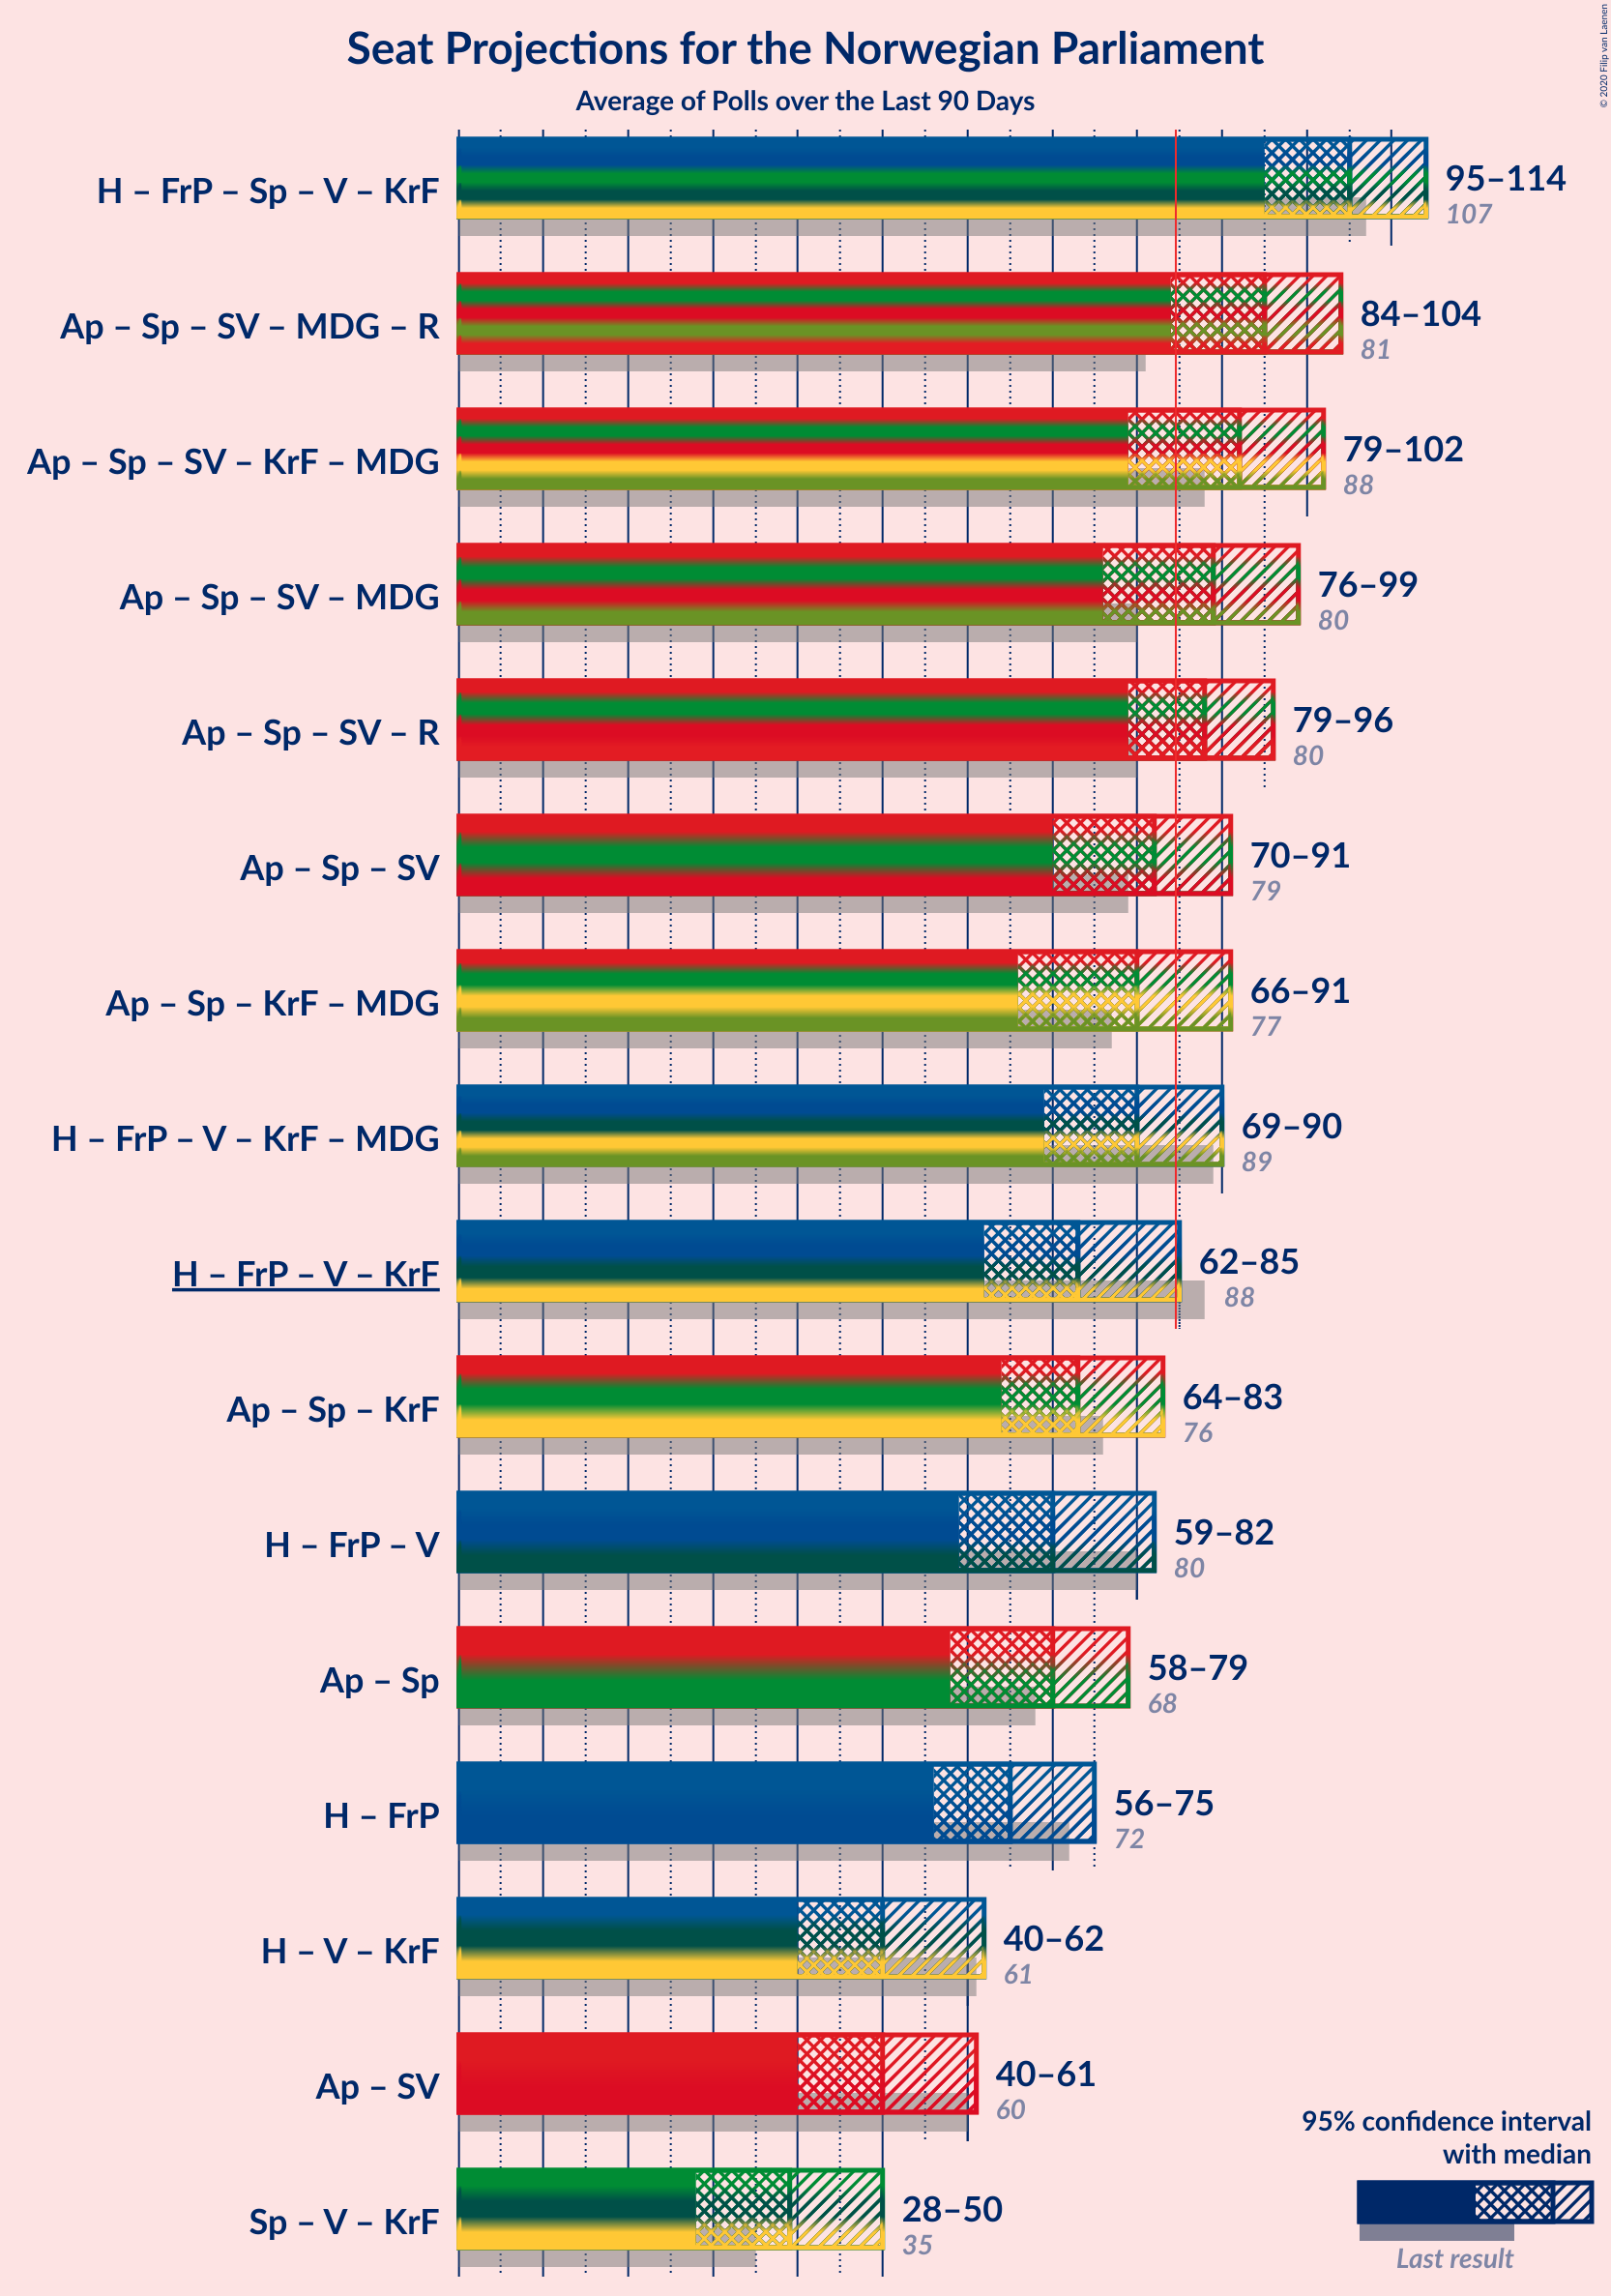 Seat Projections for the Norwegian Parliament
Average of Polls over the Last 90 Days
© 2020 Filip van Laenen
H – FrP – Sp – V – KrF
95–114
107
Ap – Sp – SV – MDG – R
84–104
81
Ap – Sp – SV – KrF – MDG
79–102
88
Ap – Sp – SV – MDG
76–99
80
Ap – Sp – SV – R
79–96
80
Ap – Sp – SV
70–91
79
Ap – Sp – KrF – MDG
66–91
77
H – FrP – V – KrF – MDG
69–90
89
H – FrP – V – KrF
62–85
88
Ap – Sp – KrF
64–83
76
H – FrP – V
59–82
80
Ap – Sp
58–79
68
H – FrP
56–75
72
H – V – KrF
40–62
61
Ap – SV
40–61
60
Sp – V – KrF
28–50
35
95% confidence interval
with median
Last result